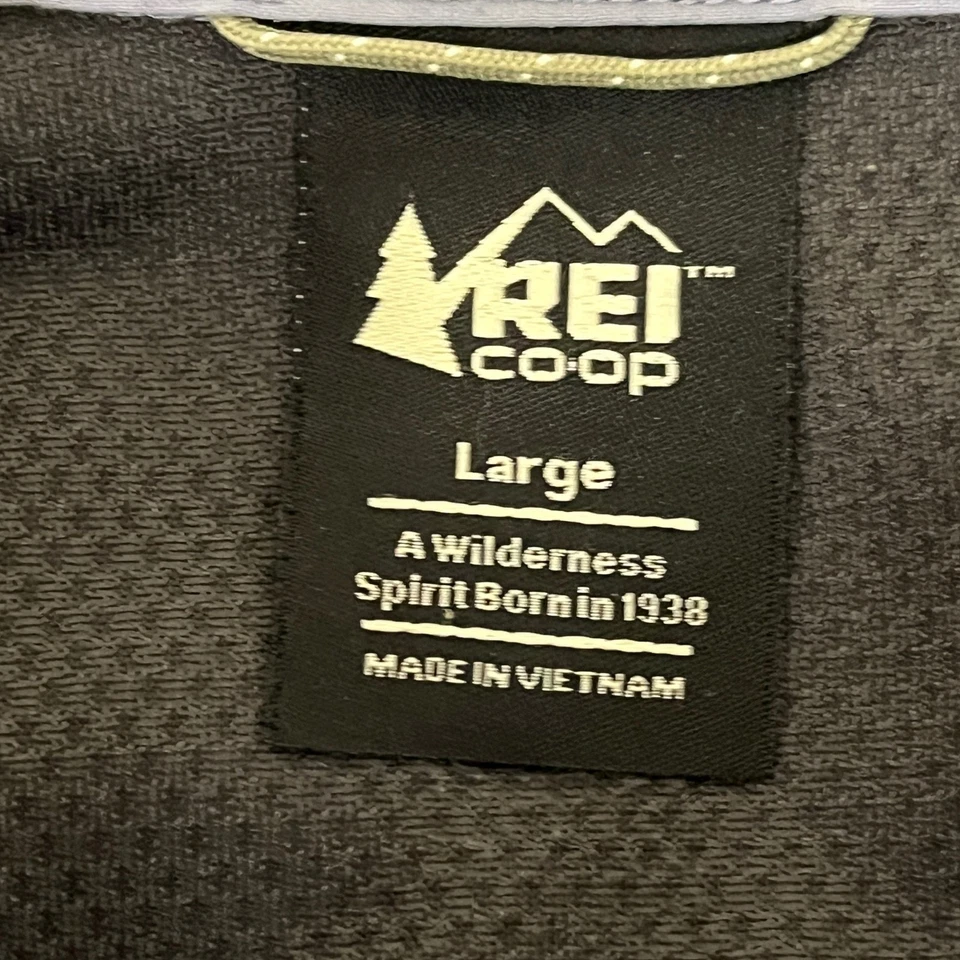 REI™
CO·OP
Large
A Wilderness
Spirit Born in 1938
MADE IN VIETNAM